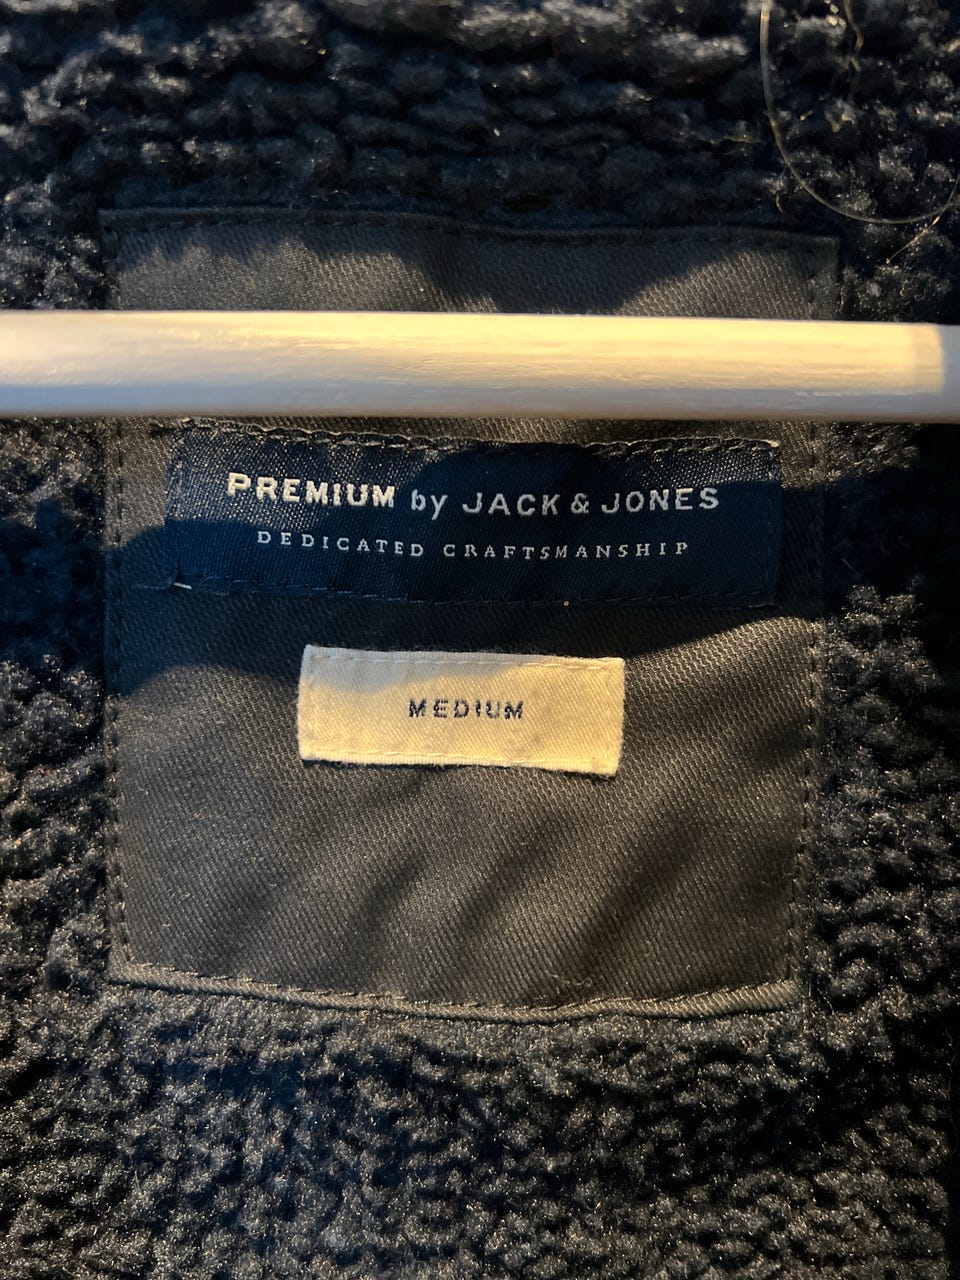 PREMIUM by JACK & JONES
DEDICATED CRAFTSMANSHIP
MEDIUM